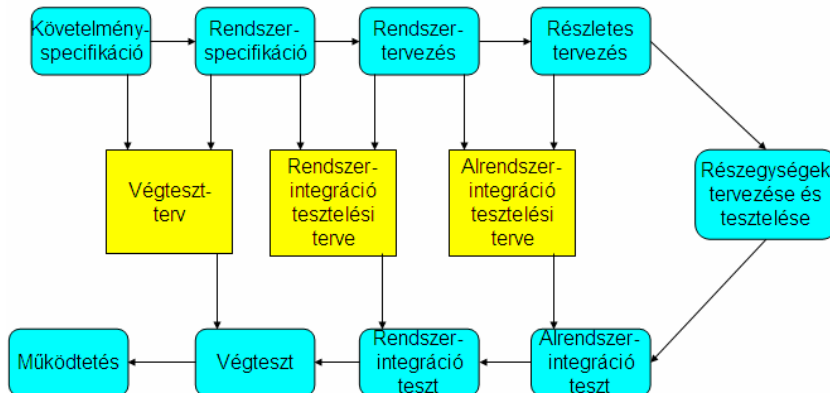 Követelmény-
specifikáció
Rendszer-
specifikáció
Rendszer-
tervezés
Részletes
tervezés
Végteszt-
terv
Rendszer-
integráció
tesztelési
terve
Alrendszer-
integráció
tesztelési
terve
Részegységek
tervezése és
tesztelése
Működtetés
Végteszt
Rendszer-
integráció
teszt
Alrendszer-
integráció
teszt